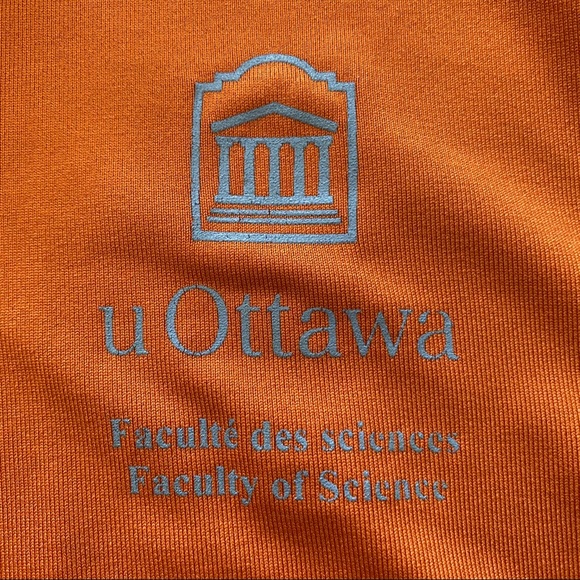 uOttawa
Faculté des sciences
Faculty of Science